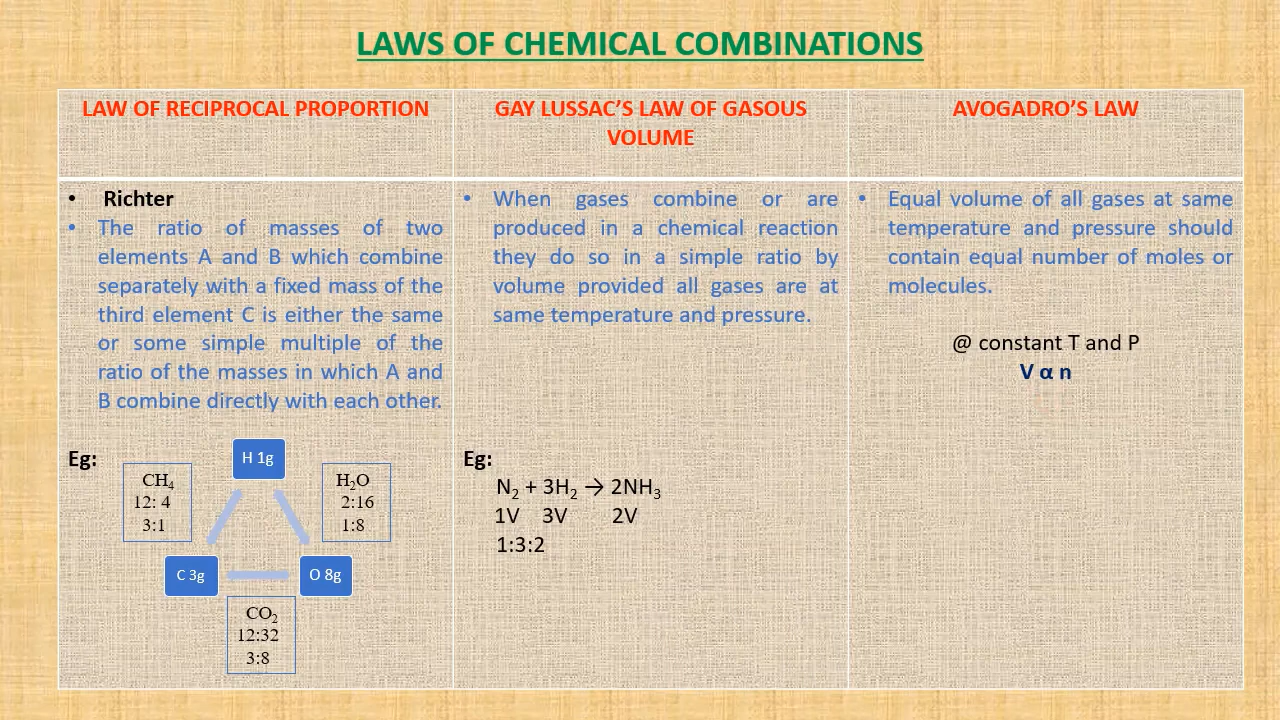 LAWS OF CHEMICAL COMBINATIONS
LAW OF RECIPROCAL PROPORTION
• Richter
• The ratio of masses of two
elements A and B which combine
separately with a fixed mass of the
third element C is either the same
or some simple multiple of the
ratio of the masses in which A and
B combine directly with each other.
Eg:
H 1g
CH₄
12: 4
3:1
H₂O
2:16
1:8
C 3g
O 8g
CO₂
12:32
3:8
GAY LUSSAC’S LAW OF GASOUS
VOLUME
• When gases combine or are
produced in a chemical reaction
they do so in a simple ratio by
volume provided all gases are at
same temperature and pressure.
Eg:
N₂ + 3H₂ → 2NH₃
1V 3V 2V
1:3:2
AVOGADRO’S LAW
• Equal volume of all gases at same
temperature and pressure should
contain equal number of moles or
molecules.
@ constant T and P
V α n